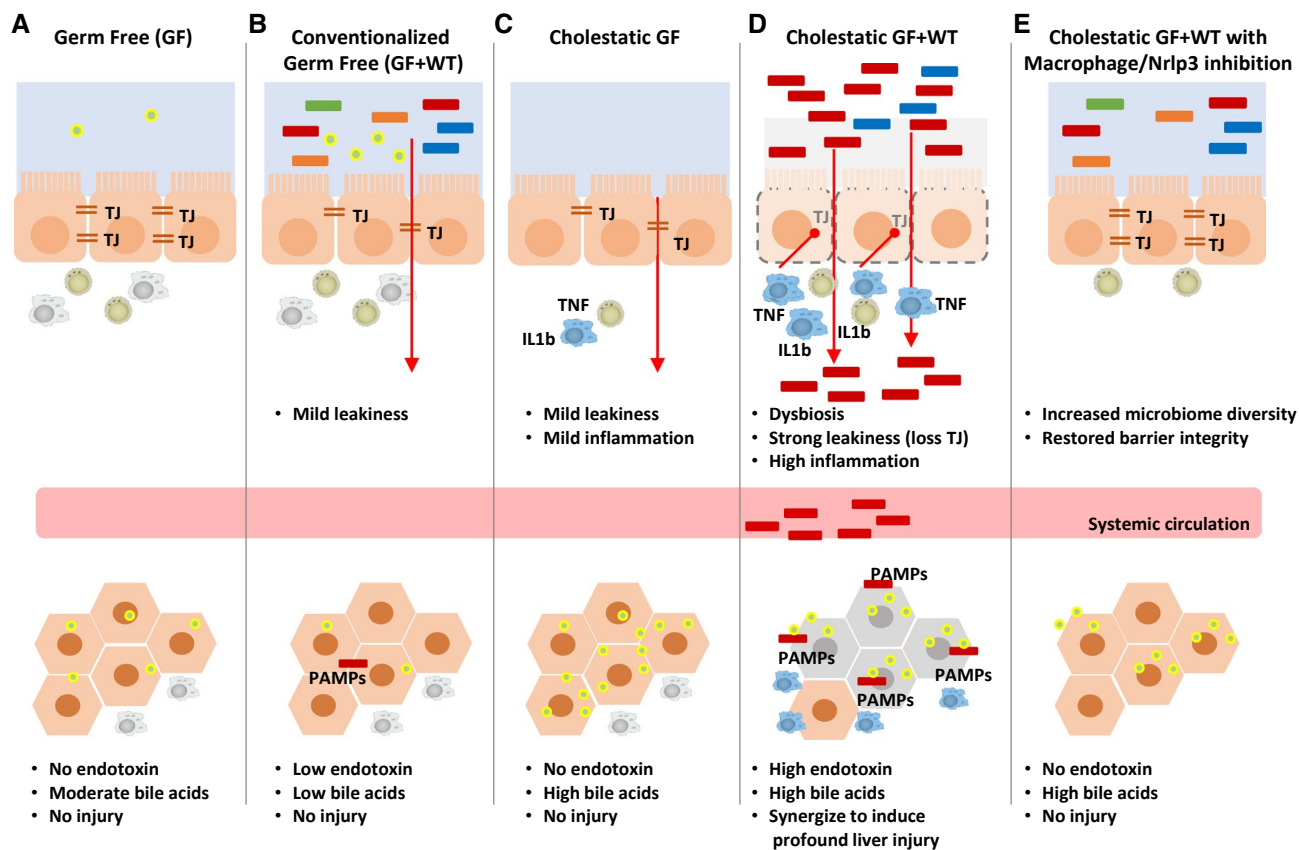 A
Germ Free (GF)
TJ
TJ
TJ
TJ
• No endotoxin
• Moderate bile acids
• No injury
B
Conventionalized
Germ Free (GF+WT)
TJ
TJ
• Mild leakiness
PAMPs
• Low endotoxin
• Low bile acids
• No injury
C
Cholestatic GF
TJ
TJ
TNF
IL1b
• Mild leakiness
• Mild inflammation
• No endotoxin
• High bile acids
• No injury
D
Cholestatic GF+WT
TJ
TJ
TNF
IL1b
IL1b
TNF
• Dysbiosis
• Strong leakiness (loss TJ)
• High inflammation
PAMPs
PAMPs
PAMPs
PAMPs
• High endotoxin
• High bile acids
• Synergize to induce
profound liver injury
E
Cholestatic GF+WT with
Macrophage/Nrlp3 inhibition
TJ
TJ
TJ
TJ
• Increased microbiome diversity
• Restored barrier integrity
Systemic circulation
• No endotoxin
• High bile acids
• No injury